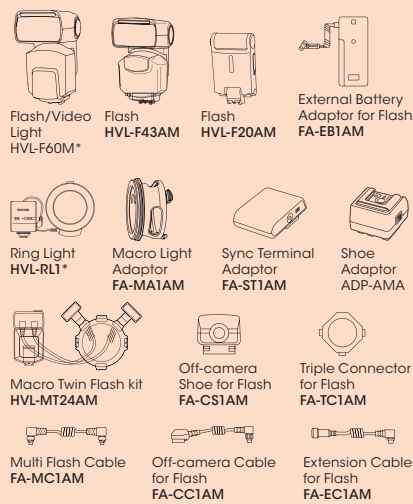 Flash/Video
Light
HVL-F60M*
Flash
HVL-F43AM
Flash
HVL-F20AM
External Battery
Adaptor for Flash
FA-EB1AM
Ring Light
HVL-RL1*
Macro Light
Adaptor
FA-MA1AM
Sync Terminal
Adaptor
FA-ST1AM
Shoe
Adaptor
ADP-AMA
Macro Twin Flash kit
HVL-MT24AM
Off-camera
Shoe for Flash
FA-CS1AM
Triple Connector
for Flash
FA-TC1AM
Multi Flash Cable
FA-MC1AM
Off-camera Cable
for Flash
FA-CC1AM
Extension Cable
for Flash
FA-EC1AM